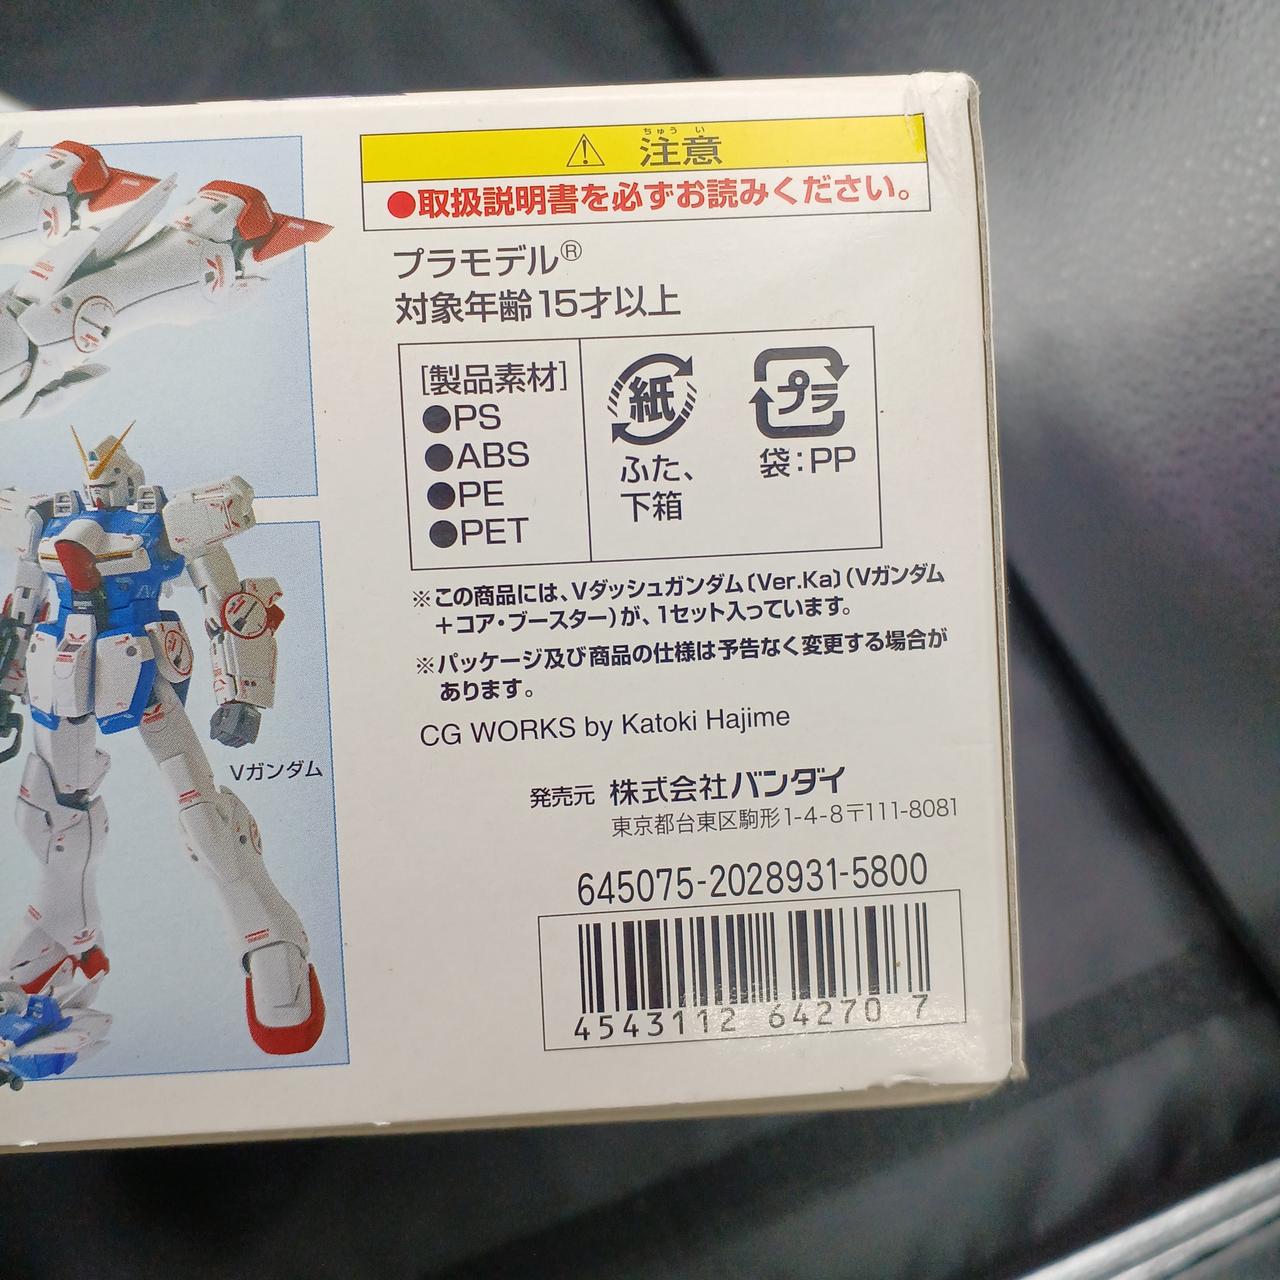 ちゅうい
⚠ 注意
●取扱説明書を必ずお読みください。
プラモデル®
対象年齢15才以上
[製品素材]
●PS
●ABS
●PE
●PET
紙
ふた、
下箱
プラ
袋：PP
※この商品には、Vダッシュガンダム〔Ver.Ka〕(Vガンダム
＋コア・ブースター)が、1セット入っています。
※パッケージ及び商品の仕様は予告なく変更する場合が
あります。
CG WORKS by Katoki Hajime
Vガンダム
発売元 株式会社バンダイ
東京都台東区駒形1-4-8〒111-8081
645075-2028931-5800
4543112 64270 7